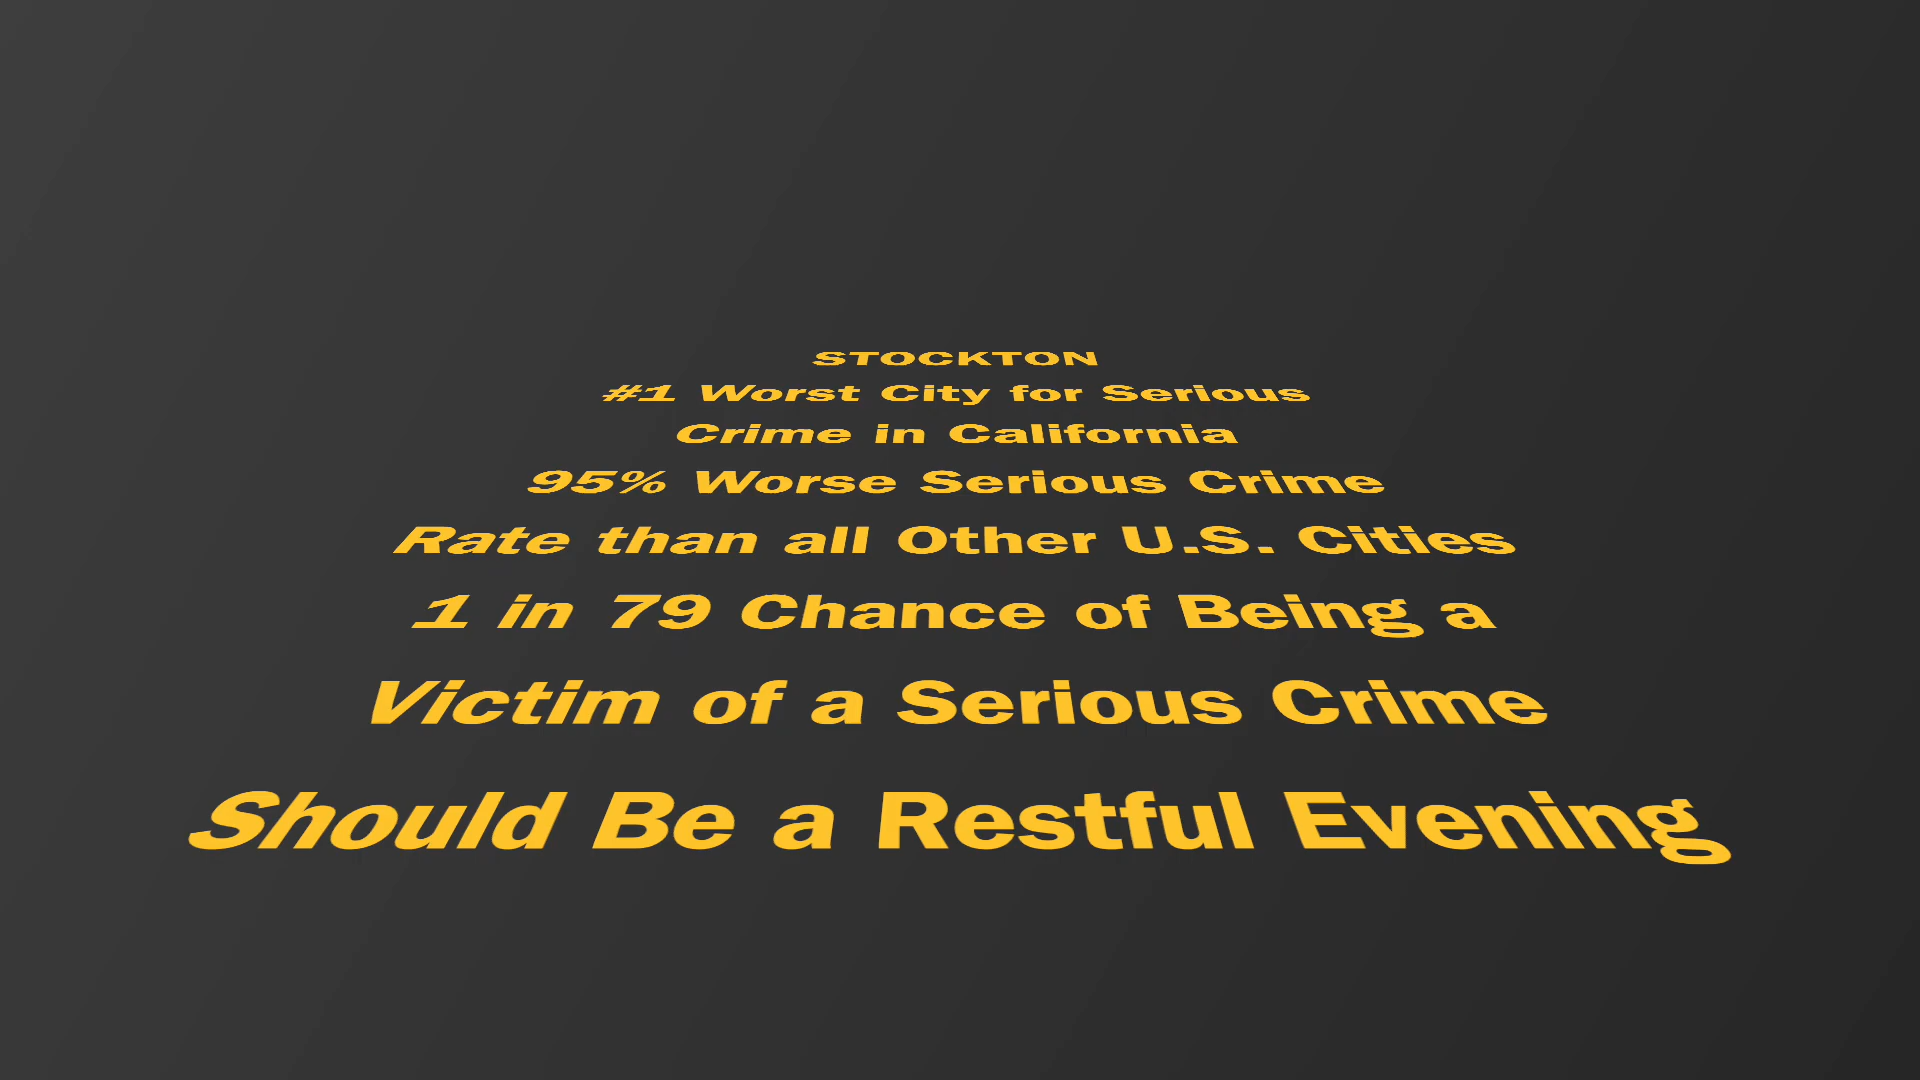 STOCKTON
#1 Worst City for Serious
Crime in California
95% Worse Serious Crime
Rate than all Other U.S. Cities
1 in 79 Chance of Being a
Victim of a Serious Crime
Should Be a Restful Evening